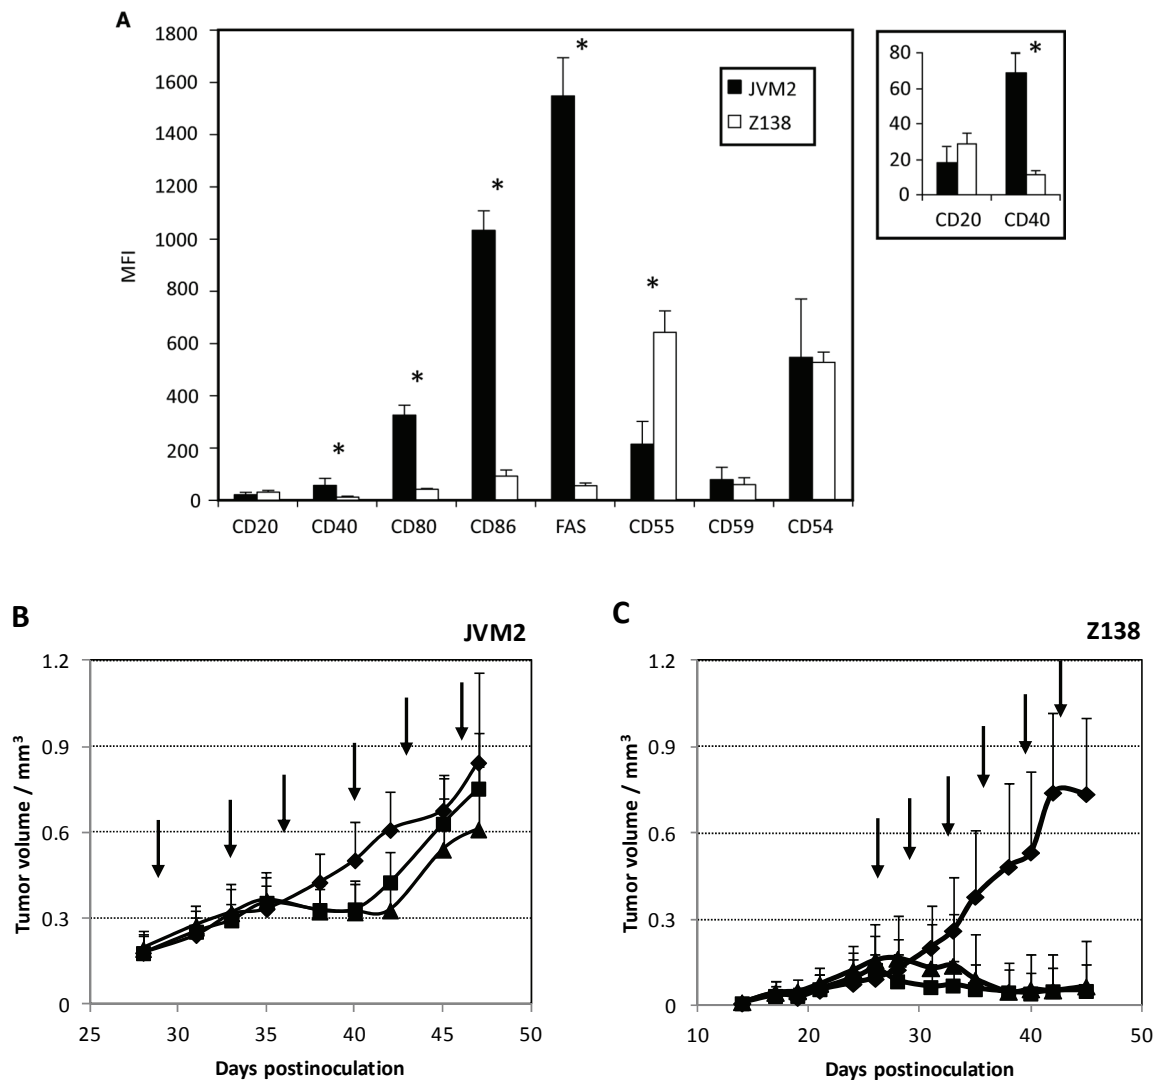 A
1800
1600
1400
1200
1000
800
600
400
200
0
MFI
*
*
*
*
*
JVM2
Z138
CD20 CD40 CD80 CD86 FAS CD55 CD59 CD54
80
60
40
20
0
*
CD20 CD40
B
JVM2
1.2
0.9
0.6
0.3
0
Tumor volume / mm³
25 30 35 40 45 50
Days postinoculation
C
Z138
1.2
0.9
0.6
0.3
0
Tumor volume / mm³
10 20 30 40 50
Days postinoculation